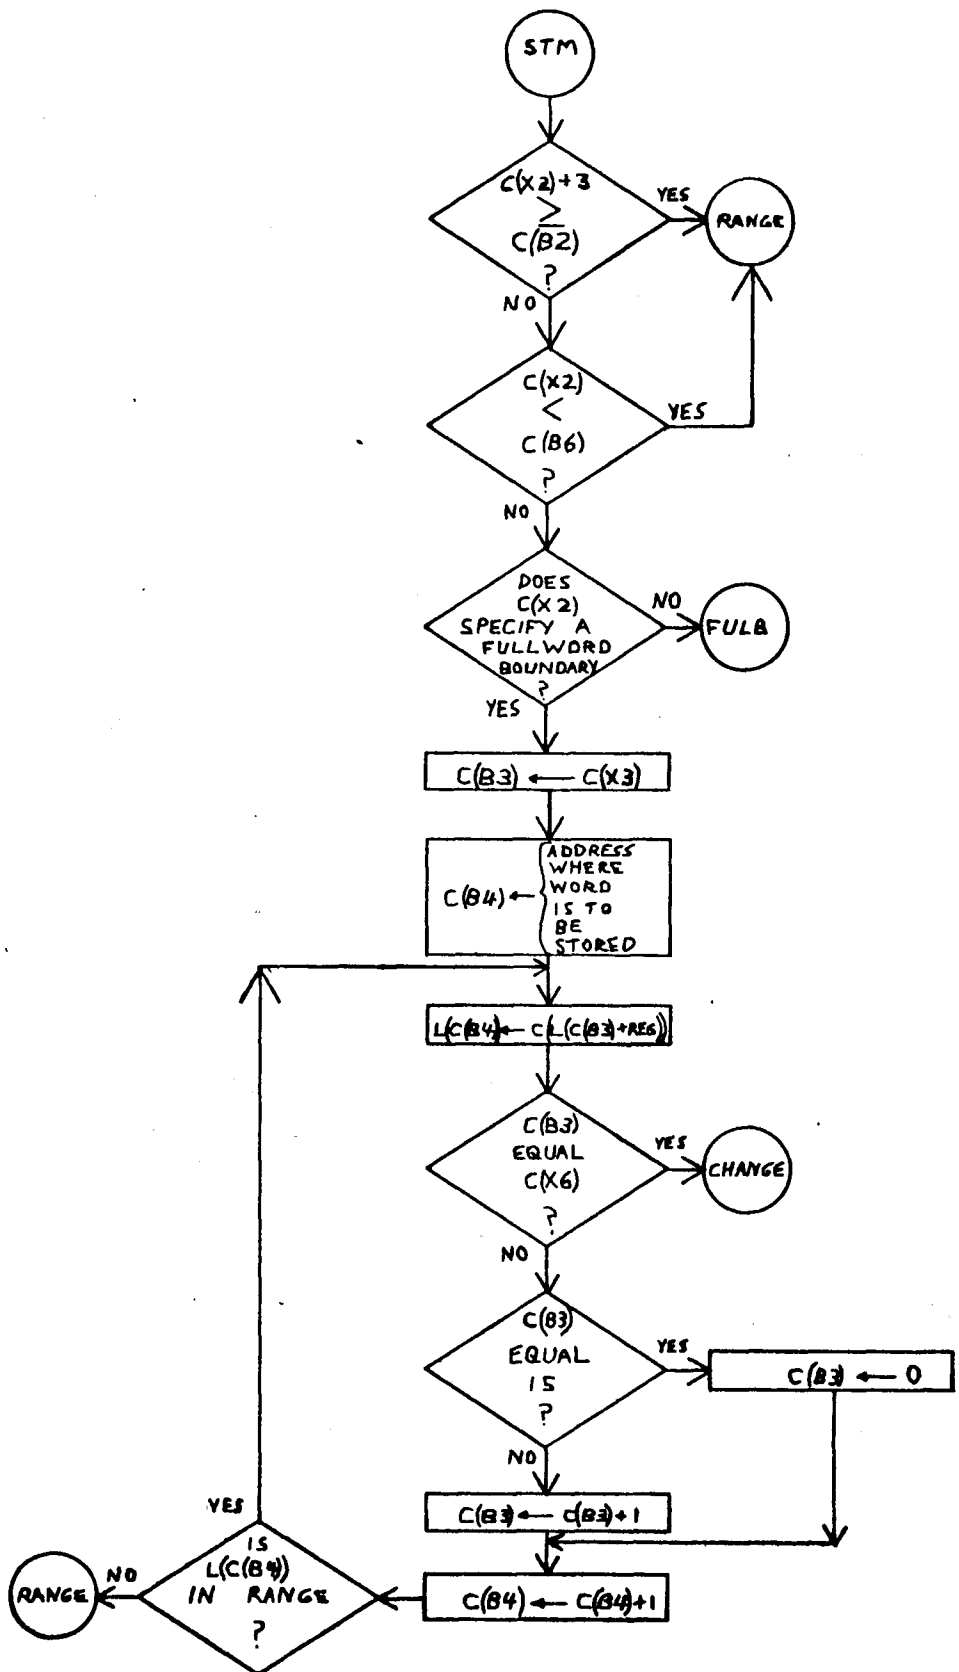 STM
C(X2)+3
≥
C(B2)
?
YES
RANGE
NO
C(X2)
<
C(B6)
?
YES
NO
DOES
C(X2)
SPECIFY A
FULLWORD
BOUNDARY
?
NO
FULB
YES
C(B3) ← C(X3)
C(B4) ← { ADDRESS
WHERE
WORD
IS TO
BE
STORED
L(C(B4)) ← C(L(C(B3)+REG))
C(B3)
EQUAL
C(X6)
?
YES
CHANGE
NO
C(B3)
EQUAL
15
?
YES
C(B3) ← 0
NO
C(B3) ← C(B3)+1
C(B4) ← C(B4)+1
YES
IS
L(C(B4))
IN RANGE
?
NO
RANGE